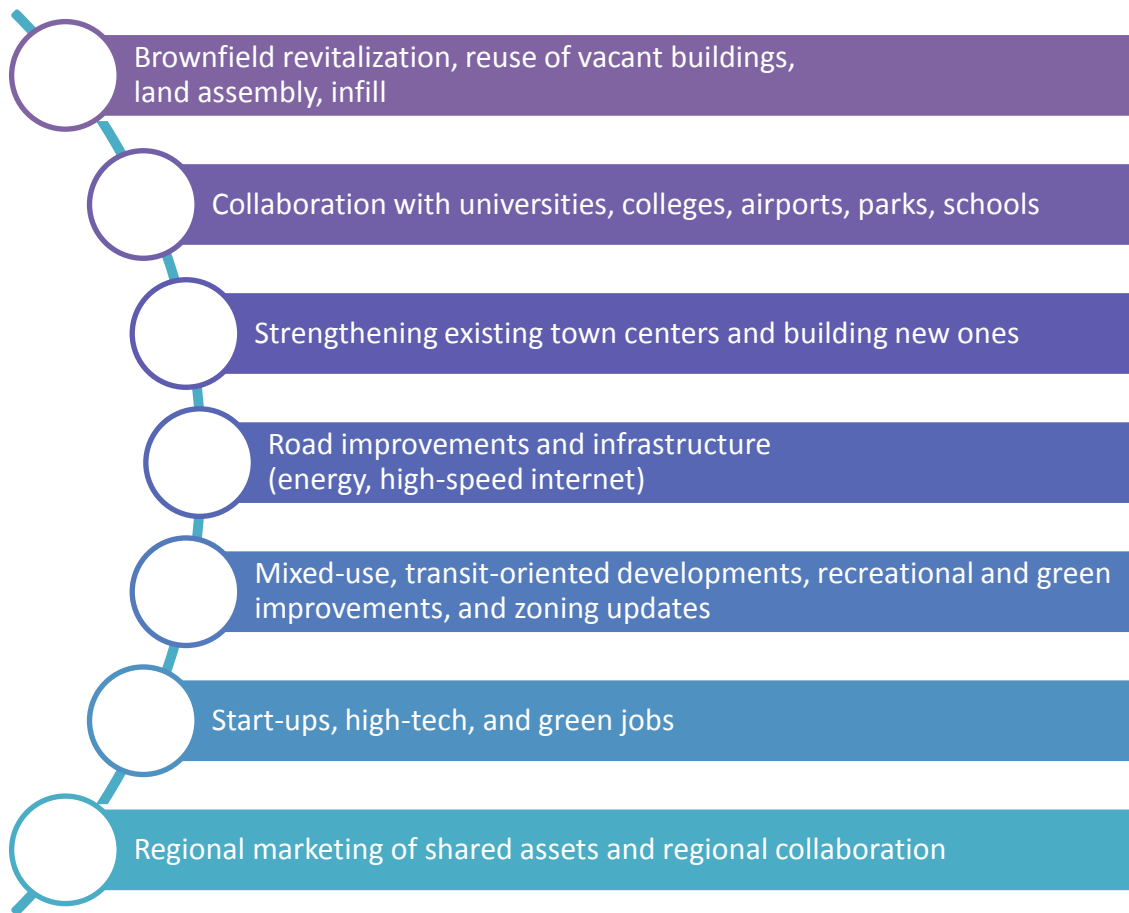 Brownfield revitalization, reuse of vacant buildings,
land assembly, infill
Collaboration with universities, colleges, airports, parks, schools
Strengthening existing town centers and building new ones
Road improvements and infrastructure
(energy, high-speed internet)
Mixed-use, transit-oriented developments, recreational and green
improvements, and zoning updates
Start-ups, high-tech, and green jobs
Regional marketing of shared assets and regional collaboration